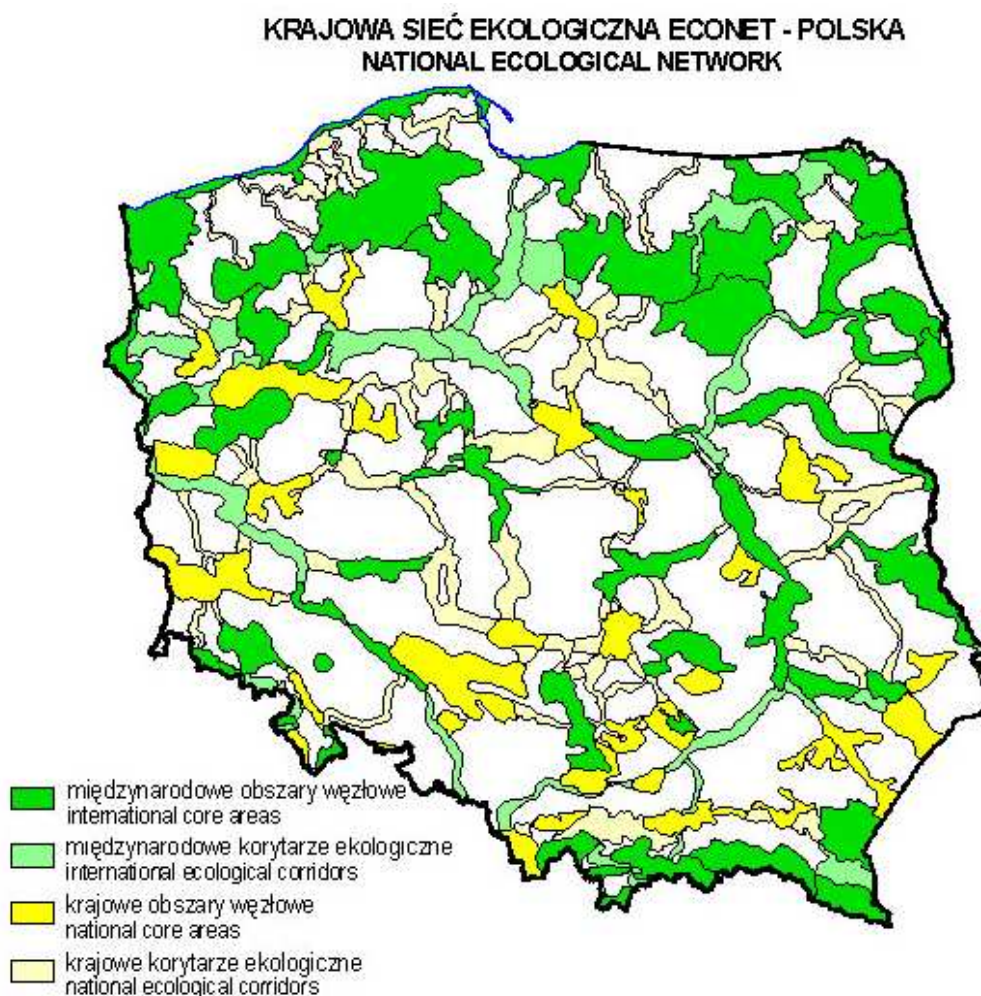 KRAJOWA SIEĆ EKOLOGICZNA ECONET - POLSKA
NATIONAL ECOLOGICAL NETWORK
międzynarodowe obszary węzłowe
international core areas
międzynarodowe korytarze ekologiczne
international ecological corridors
krajowe obszary węzłowe
national core areas
krajowe korytarze ekologiczne
national ecological corridors